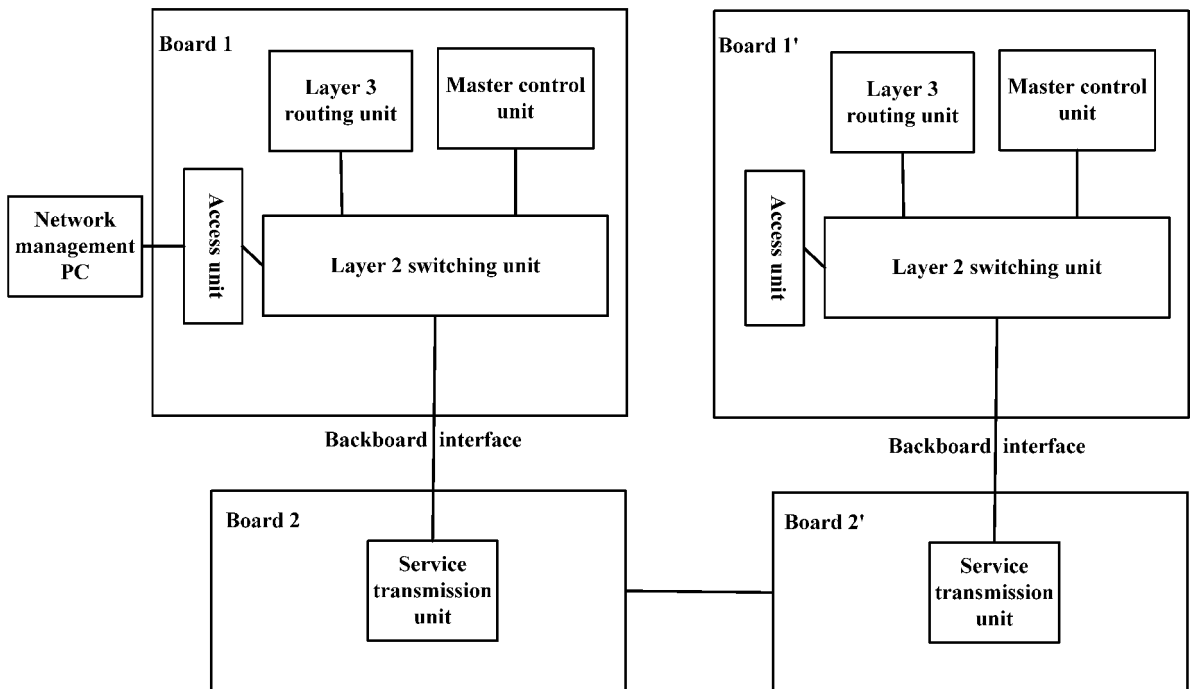 Board 1
Layer 3
routing unit
Master control
unit
Access unit
Network
management
PC
Layer 2 switching unit
Backboard interface
Board 2
Service
transmission
unit
Board 1'
Layer 3
routing unit
Master control
unit
Access unit
Layer 2 switching unit
Backboard interface
Board 2'
Service
transmission
unit